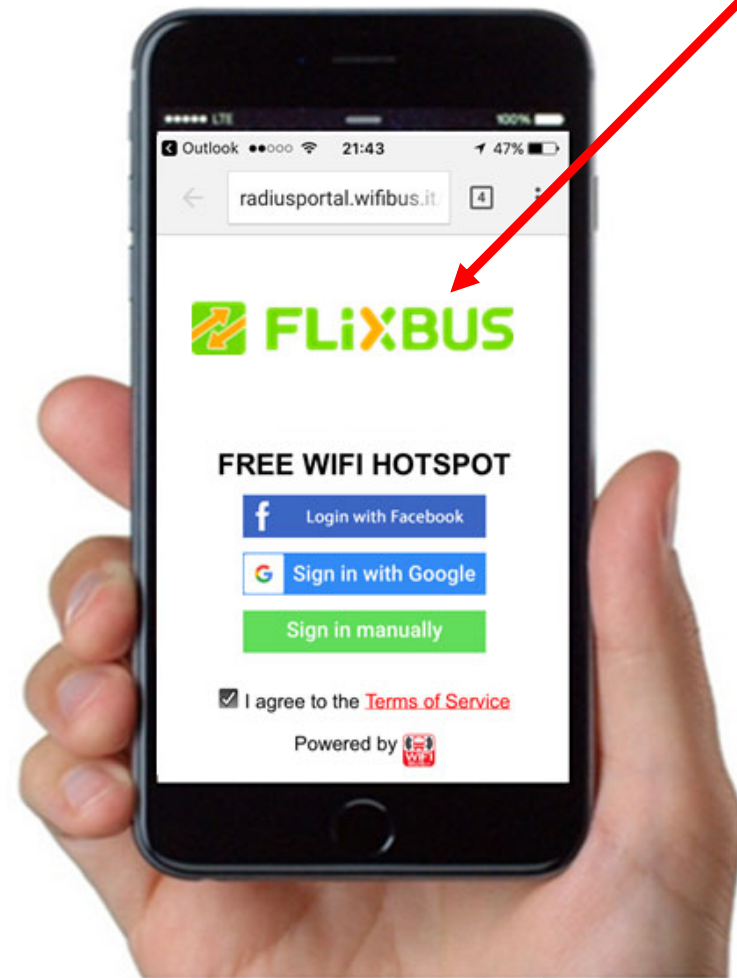 LTE 100%
Outlook 21:43 47%
radiusportal.wifibus.it/ 4
FLiXBUS
FREE WIFI HOTSPOT
f Login with Facebook
G Sign in with Google
Sign in manually
I agree to the Terms of Service
Powered by WIFI